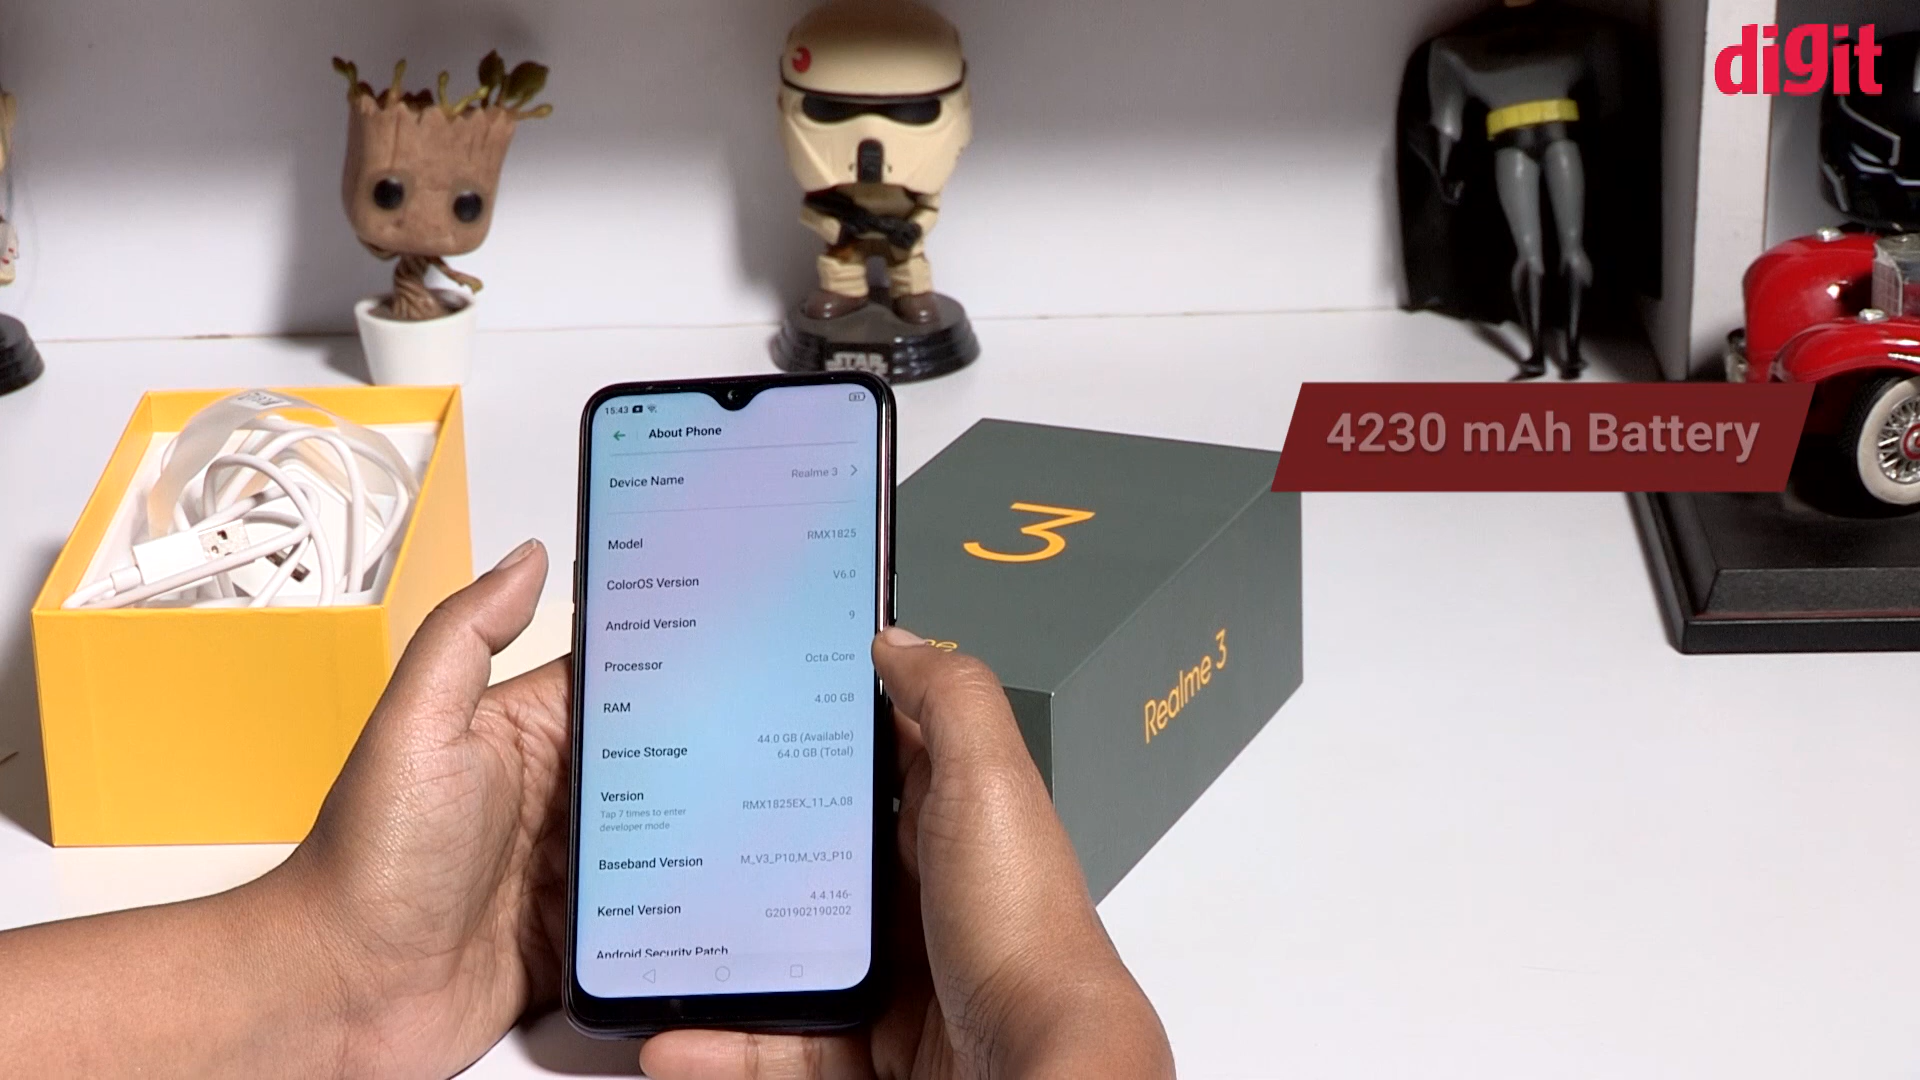 digit
STAR
4230 mAh Battery
15:43
About Phone
Device Name Realme 3
Model RMX1825
ColorOS Version V6.0
Android Version 9
Processor Octa Core
RAM 4.00 GB
Device Storage 44.0 GB (Available)
64.0 GB (Total)
Version RMX1825EX_11_A.08
Tap 7 times to enter
developer mode
Baseband Version M_V3_P10,M_V3_P10
Kernel Version 4.4.146-
G201902190202
Android Security Patch
3
Realme 3